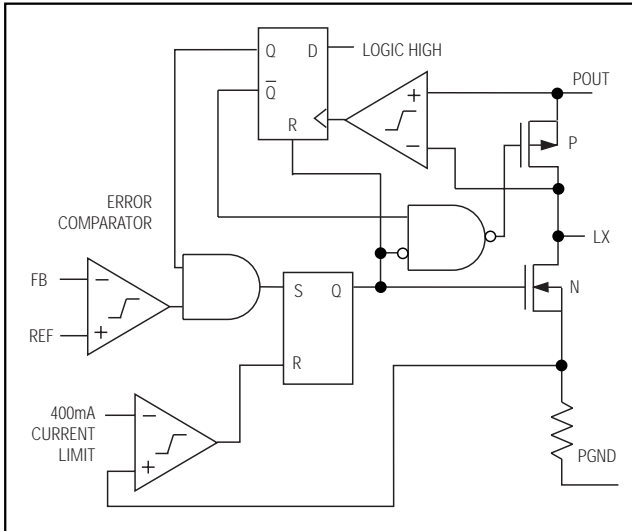 Q D LOGIC HIGH
Q
R
+
−
POUT
P
ERROR
COMPARATOR
LX
FB −
REF +
S Q
R
N
400mA
CURRENT
LIMIT
−
+
PGND